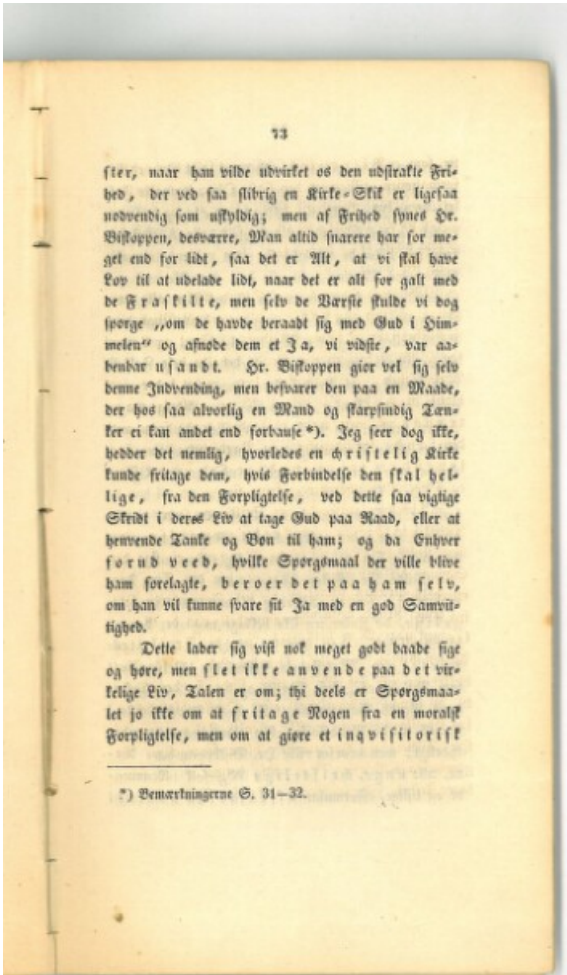 73
ster, naar han vilde udvirket os den udstrakte Fri-
hed, der ved saa slibrig en Kirke-Skik er ligesaa
nødvendig som uskyldig; men af Frihed synes Hr.
Biskoppen, desværre, Man altid snarere har for me-
get end for lidt, saa det er Alt, at vi skal have
Lov til at udelade lidt, naar det er alt for galt med
de Fraskilte, men selv de Værste skulde vi dog
spørge „om de havde beraadt sig med Gud i Him-
melen“ og afnøde dem et Ja, vi vidste, var aa-
benbar usandt. Hr. Biskoppen giør vel sig selv
denne Indvending, men besvarer den paa en Maade,
der hos saa alvorlig en Mand og skarpsindig Tæn-
ker ei kan andet end forbause*). Jeg seer dog ikke,
hedder det nemlig, hvorledes en christelig Kirke
kunde fritage dem, hvis Forbindelse den skal hel-
lige, fra den Forpligtelse, ved dette saa vigtige
Skridt i deres Liv at tage Gud paa Raad, eller at
henvende Tanke og Bøn til ham; og da Enhver
forud veed, hvilke Spørgsmaal der ville blive
ham forelagte, beroer det paa ham selv,
om han vil kunne svare sit Ja med en god Samvit-
tighed.
Dette lader sig vist nok meget godt baade sige
og høre, men slet ikke anvende paa det vir-
kelige Liv, Talen er om; thi deels er Spørgsmaa-
let jo ikke om at fritage Nogen fra en moralsk
Forpligtelse, men om at giøre et inqvisitorisk
*) Bemærkningerne S. 31—32.